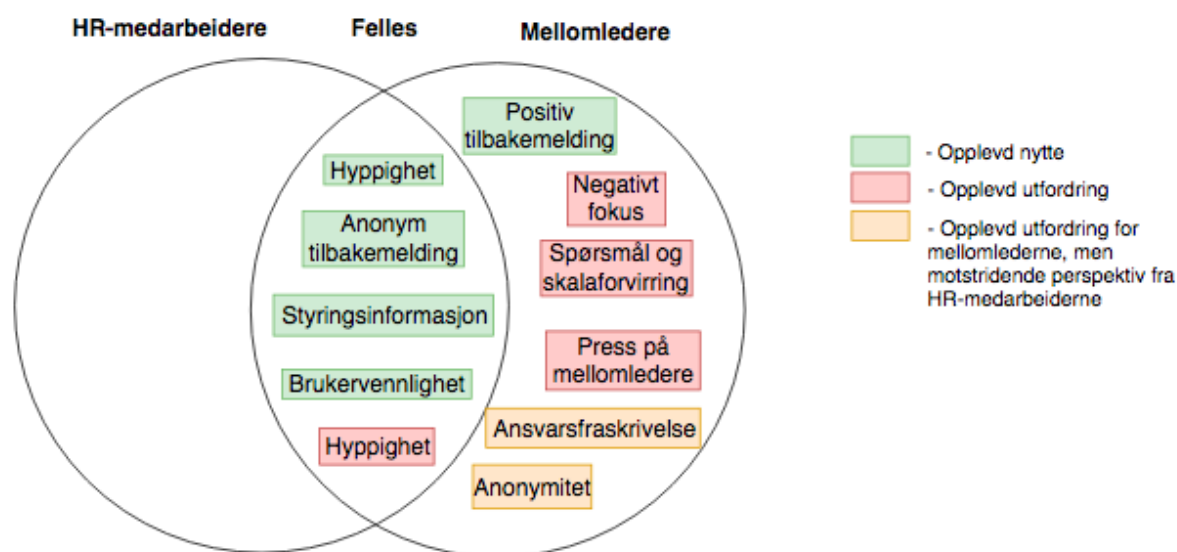 HR-medarbeidere
Felles
Mellomledere
Positiv
tilbakemelding
Hyppighet
Negativt
fokus
Anonym
tilbakemelding
Spørsmål og
skalaforvirring
Styringsinformasjon
Press på
mellomledere
Brukervennlighet
Ansvarsfraskrivelse
Hyppighet
Anonymitet
- Opplevd nytte
- Opplevd utfordring
- Opplevd utfordring for
mellomlederne, men
motstridende perspektiv fra
HR-medarbeiderne